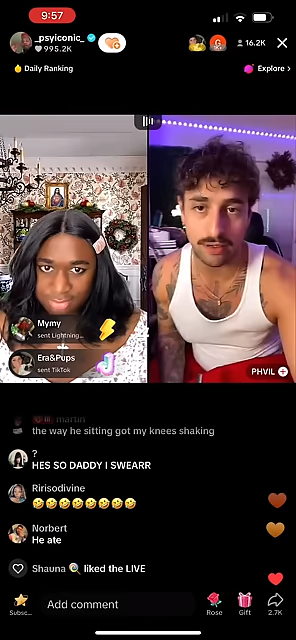 9:57
_psyiconic_
995.2K
G
16.2K
Daily Ranking
Explore >
Mymy
sent Lightning...
Era&Pups
sent TikTok
PHVIL
martin
the way he sitting got my knees shaking
?
HES SO DADDY I SWEARR
Ririsodivine
🤣🤣🤣🤣🤣🤣🤣🤣🤣
Norbert
He ate
Shauna liked the LIVE
Subsc...
Add comment
Rose
Gift
2.7K